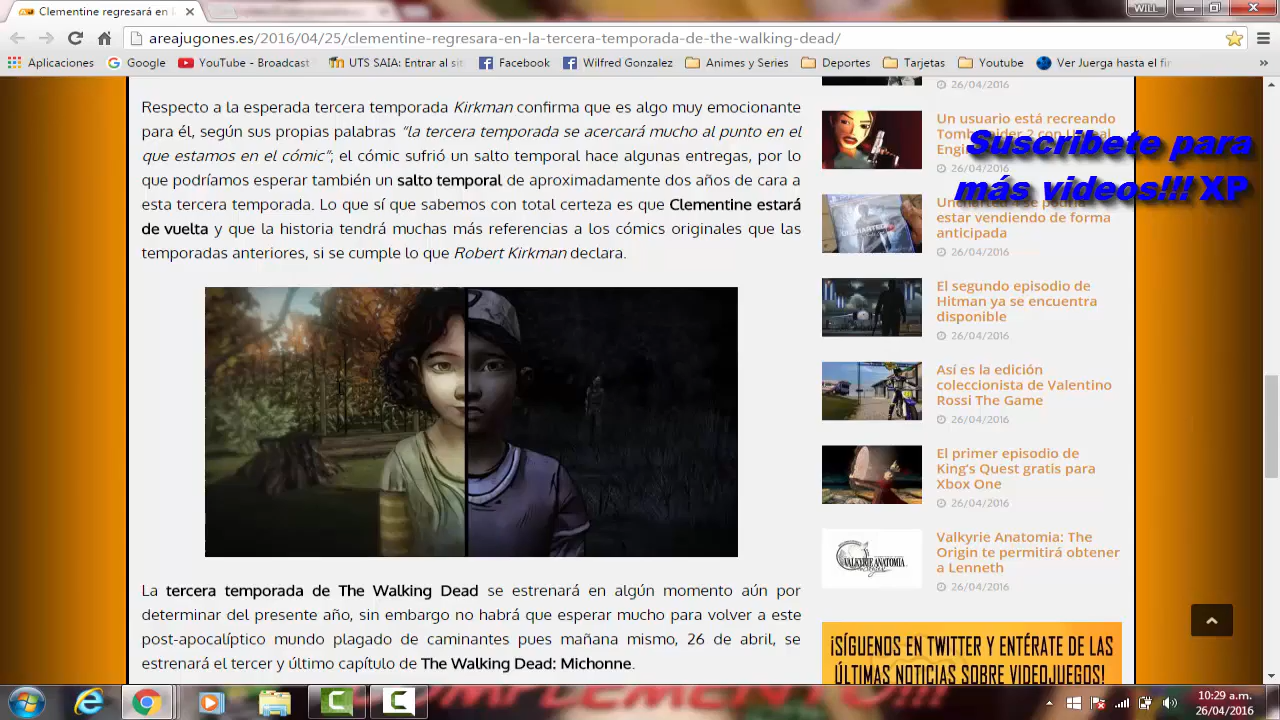 Clementine regresará en l
WILL
areajugones.es/2016/04/25/clementine-regresara-en-la-tercera-temporada-de-the-walking-dead/
Aplicaciones
Google
YouTube - Broadcast
UTS SAIA: Entrar al sit
Facebook
Wilfred Gonzalez
Animes y Series
Deportes
Tarjetas
Youtube
Ver Juerga hasta el fir
»
Respecto a la esperada tercera temporada Kirkman confirma que es algo muy emocionante
para él, según sus propias palabras "la tercera temporada se acercará mucho al punto en el
que estamos en el cómic", el cómic sufrió un salto temporal hace algunas entregas, por lo
que podríamos esperar también un salto temporal de aproximadamente dos años de cara a
esta tercera temporada. Lo que sí que sabemos con total certeza es que Clementine estará
de vuelta y que la historia tendrá muchas más referencias a los cómics originales que las
temporadas anteriores, si se cumple lo que Robert Kirkman declara.
La tercera temporada de The Walking Dead se estrenará en algún momento aún por
determinar del presente año, sin embargo no habrá que esperar mucho para volver a este
post-apocalíptico mundo plagado de caminantes pues mañana mismo, 26 de abril, se
estrenará el tercer y último capítulo de The Walking Dead: Michonne.
26/04/2016
Un usuario está recreando
Tomb Raider 2 con Unreal
26/04/2016
Suscribete para
más videos!!! XP
estar vendiendo de forma
anticipada
26/04/2016
El segundo episodio de
Hitman ya se encuentra
disponible
26/04/2016
Así es la edición
coleccionista de Valentino
Rossi The Game
26/04/2016
El primer episodio de
King's Quest gratis para
Xbox One
26/04/2016
VALKYRIE ANATOMIA
Valkyrie Anatomia: The
Origin te permitirá obtener
a Lenneth
26/04/2016
¡SÍGUENOS EN TWITTER Y ENTÉRATE DE LAS
ÚLTIMAS NOTICIAS SOBRE VIDEOJUEGOS!
10:29 a.m.
26/04/2016